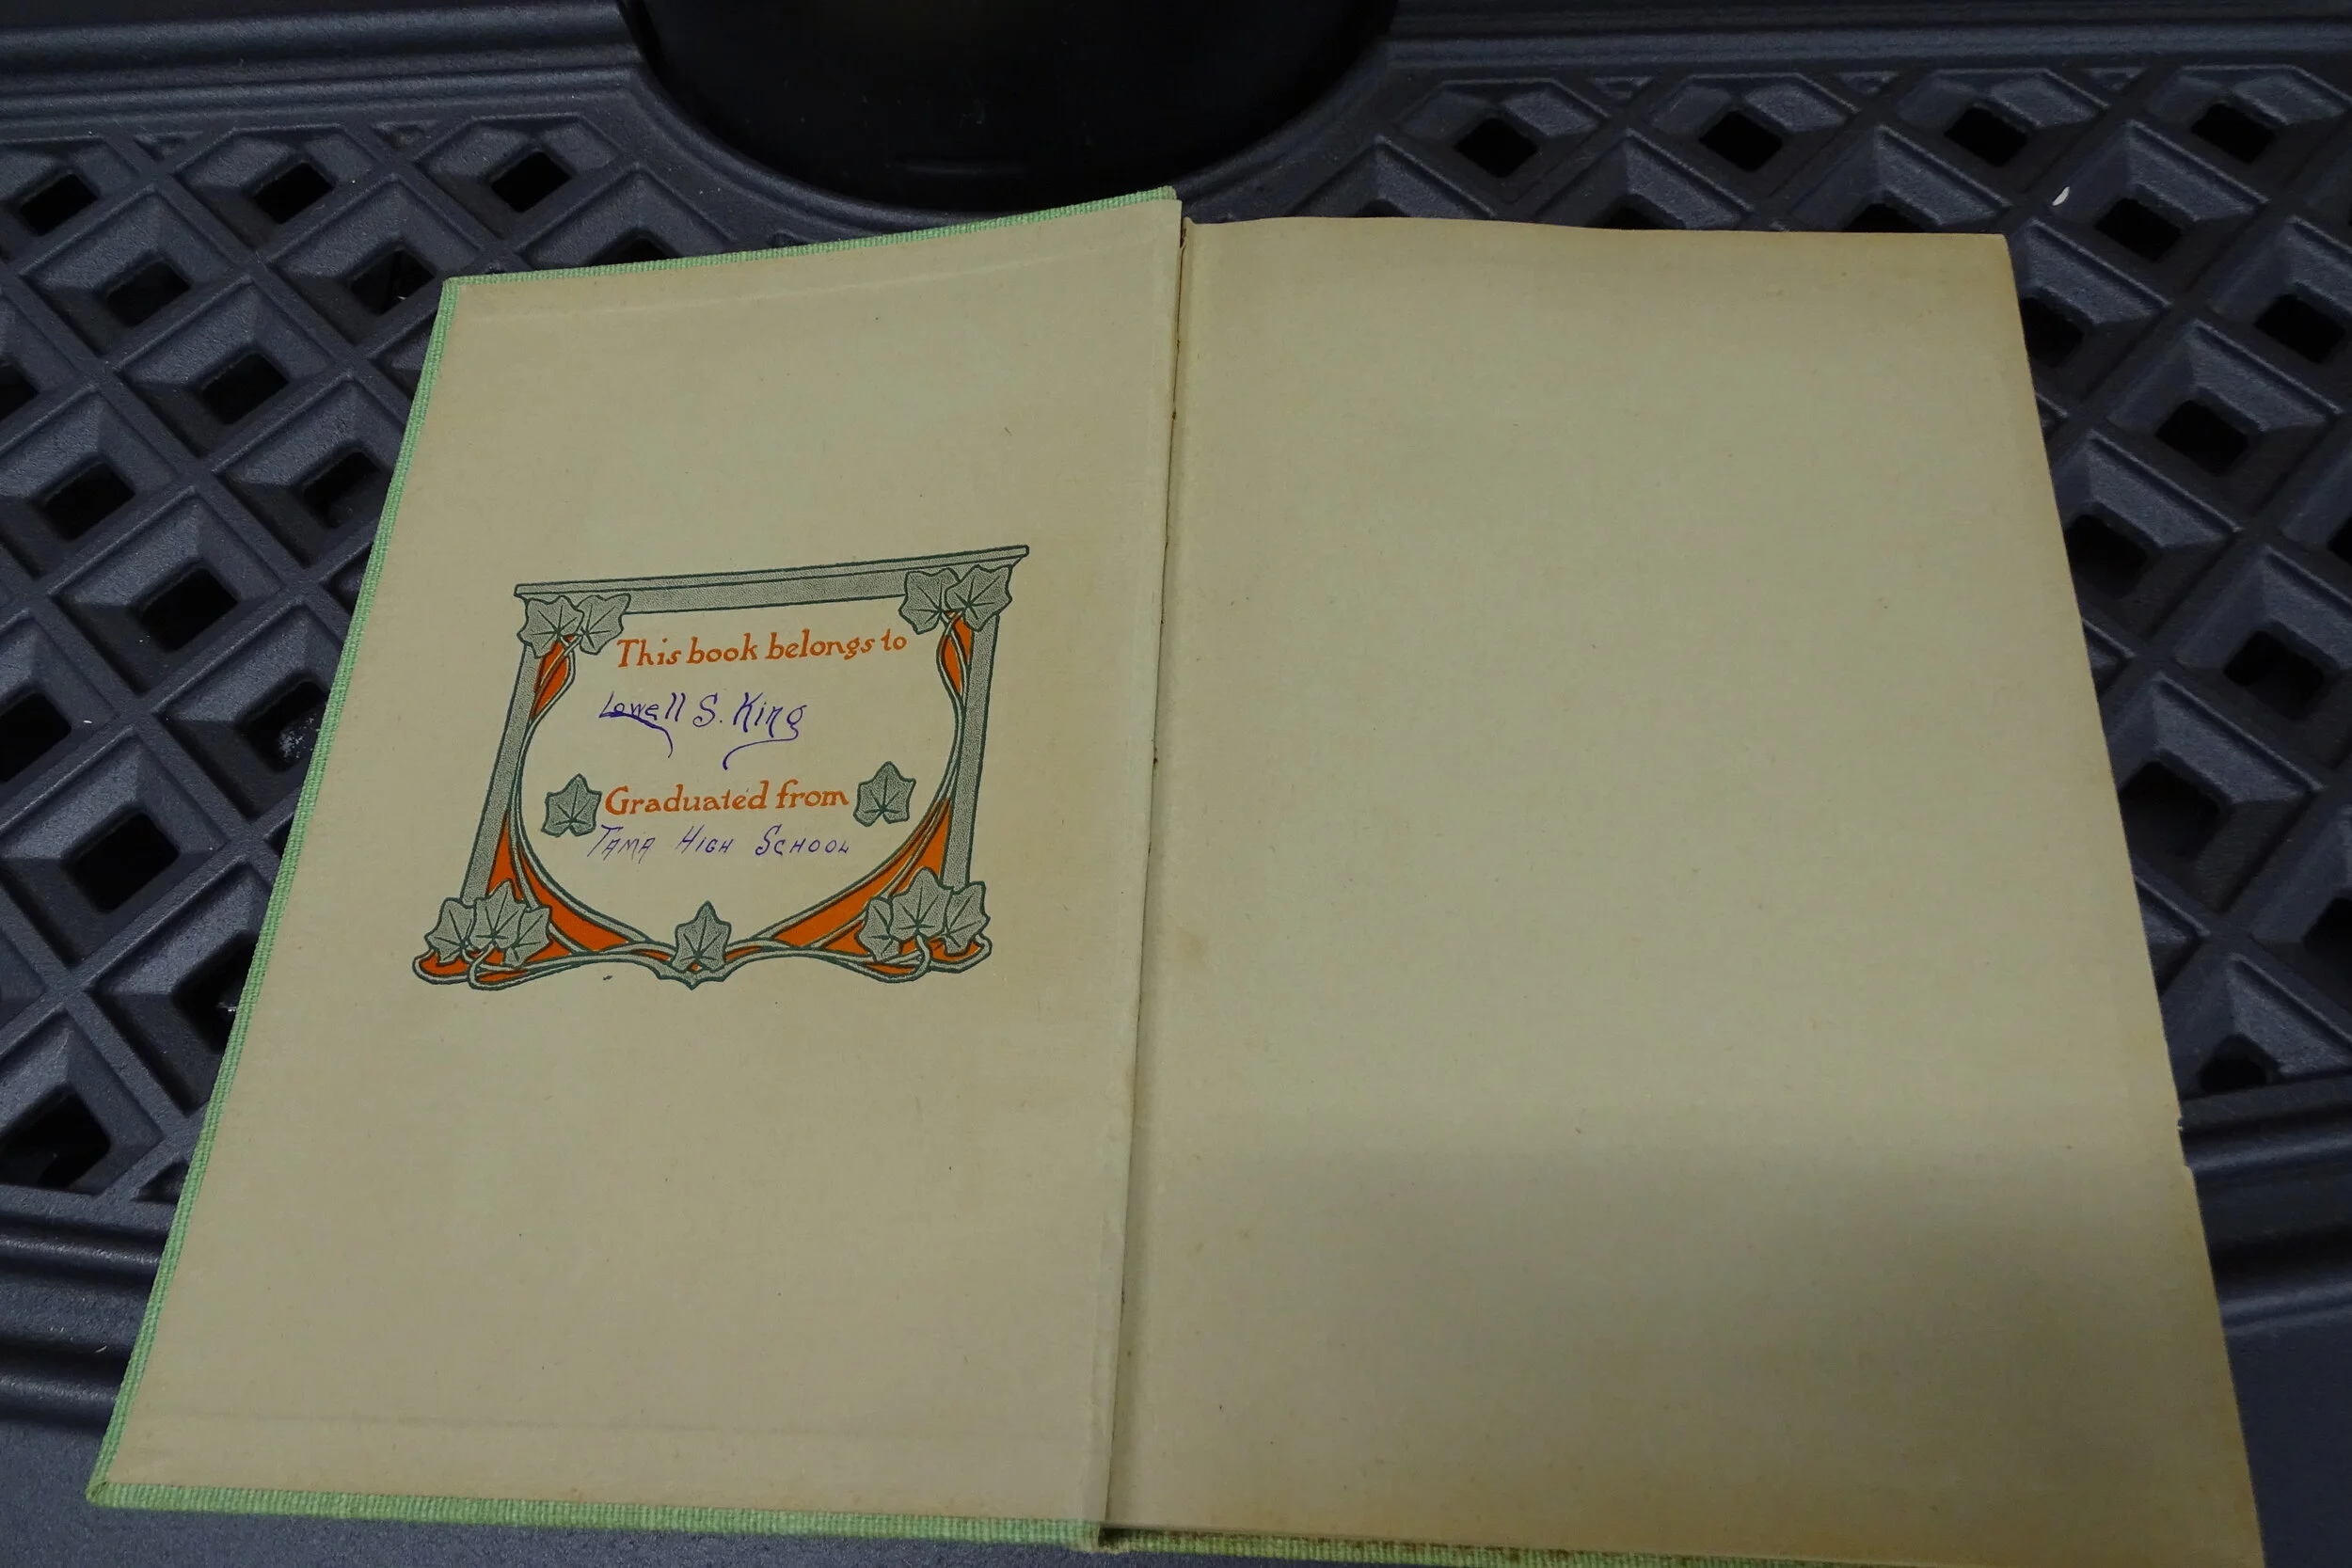 This book belongs to
Lowell S. King
Graduated from
TAMA HIGH SCHOOL